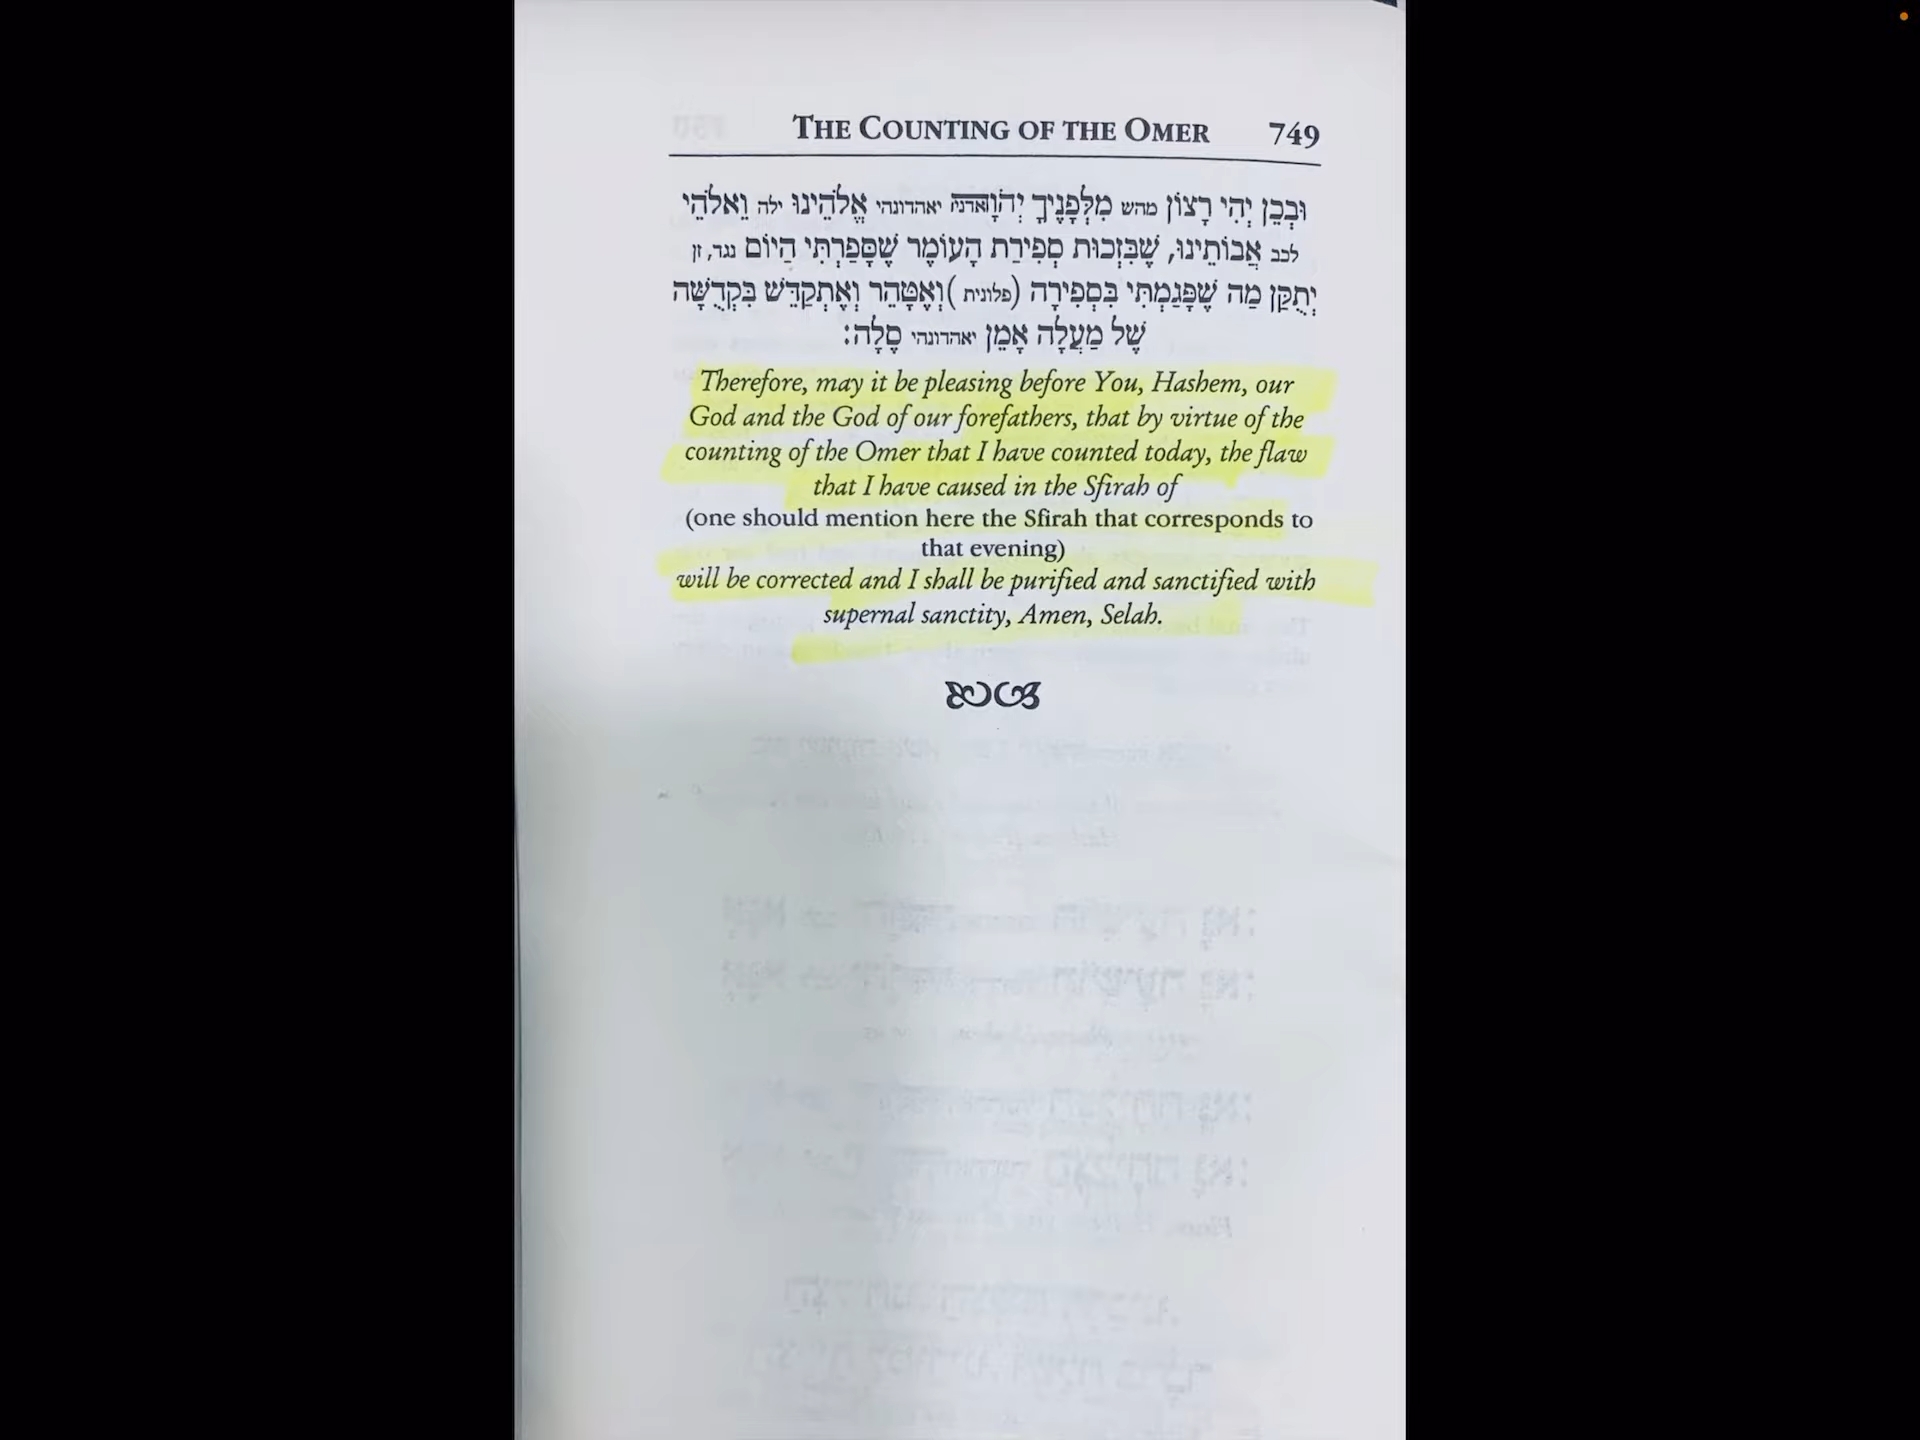 THE COUNTING OF THE OMER 749
וּבְכֵן יְהִי רָצוֹן מהש מִלְּפָנֶיךָ יְהֹוָהאדניה יאהדונהי אֱלֹהֵינוּ ילה וֵאלֹהֵי
לכב אֲבוֹתֵינוּ, שֶׁבִּזְכוּת סְפִירַת הָעוֹמֶר שֶׁסָּפַרְתִּי הַיּוֹם נגד, זן
יְתֻקַּן מַה שֶּׁפָּגַמְתִּי בִּסְפִירָה (פלונית) וְאֶטָּהֵר וְאֶתְקַדֵּשׁ בִּקְדֻשָּׁה
שֶׁל מַעְלָה אָמֵן יאהדונהי סֶלָה:
Therefore, may it be pleasing before You, Hashem, our
God and the God of our forefathers, that by virtue of the
counting of the Omer that I have counted today, the flaw
that I have caused in the Sfirah of
(one should mention here the Sfirah that corresponds to
that evening)
will be corrected and I shall be purified and sanctified with
supernal sanctity, Amen, Selah.